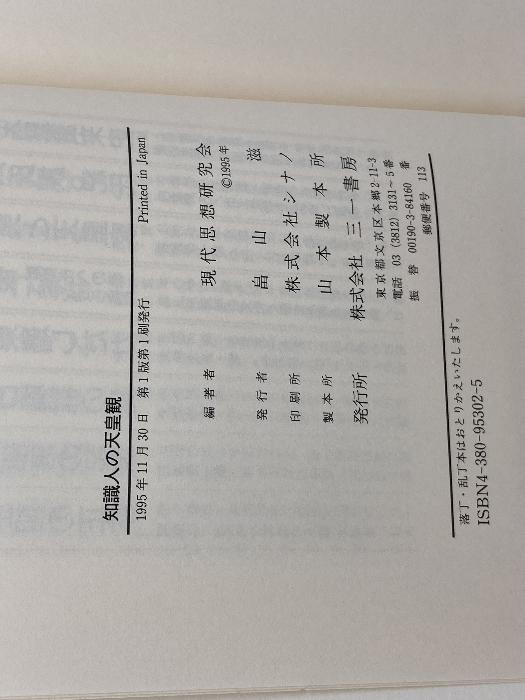 知識人の天皇観
1995年11月30日 第1版第1刷発行 Printed in Japan
編著者 現代思想研究会
©1995年
発行者 畠山滋
印刷所 株式会社シナノ
製本所 山本製本所
発行所 株式会社 三一書房
東京都文京区本郷2-11-3
電話 03 (3812) 3131~5番
振替 00190-3-84160番
郵便番号 113
落丁・乱丁本はおとりかえいたします。
ISBN4-380-95302-5